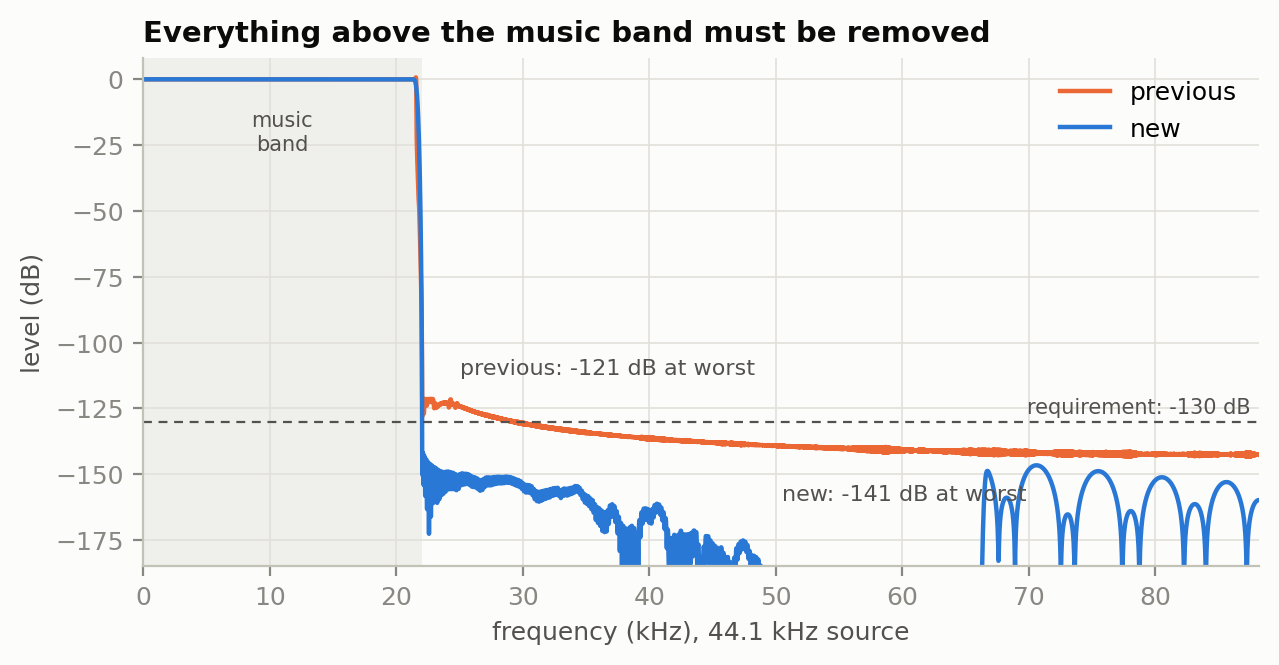 Everything above the music band must be removed
previous
new
music
band
previous: -121 dB at worst
requirement: -130 dB
new: -141 dB at worst
level (dB)
0
−25
−50
−75
−100
−125
−150
−175
0 10 20 30 40 50 60 70 80
frequency (kHz), 44.1 kHz source